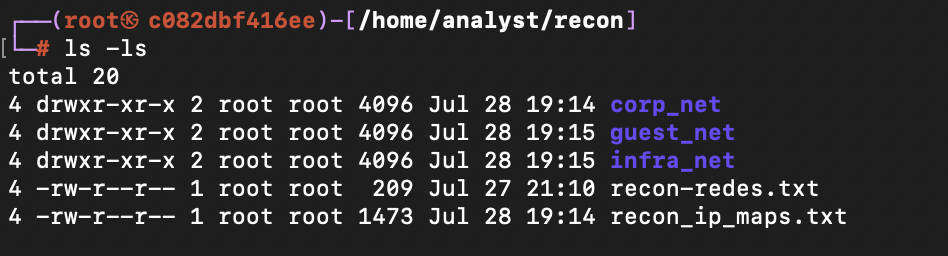 ┌──(root㉿c082dbf416ee)-[/home/analyst/recon]
└─# ls -ls
total 20
4 drwxr-xr-x 2 root root 4096 Jul 28 19:14 corp_net
4 drwxr-xr-x 2 root root 4096 Jul 28 19:15 guest_net
4 drwxr-xr-x 2 root root 4096 Jul 28 19:15 infra_net
4 -rw-r--r-- 1 root root  209 Jul 27 21:10 recon-redes.txt
4 -rw-r--r-- 1 root root 1473 Jul 28 19:14 recon_ip_maps.txt